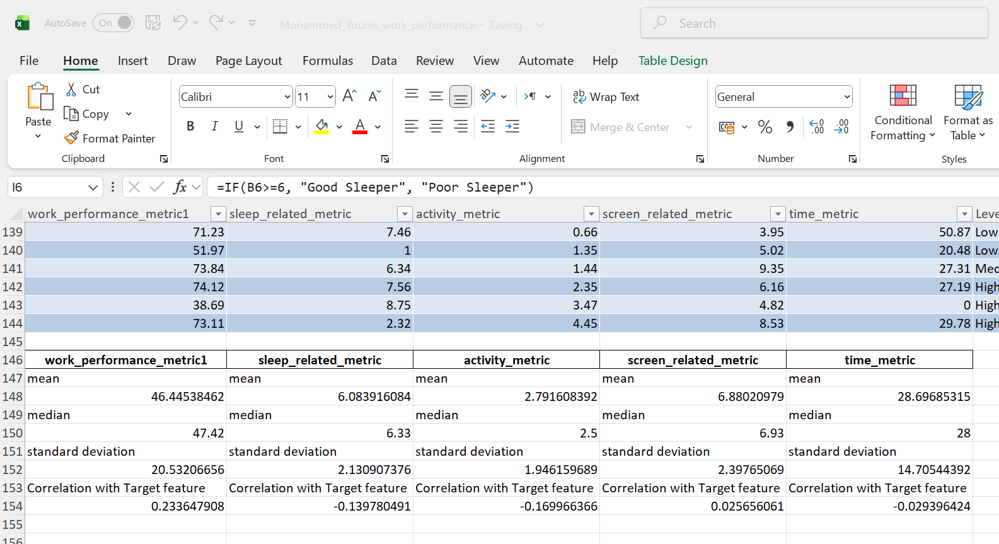 AutoSave On Mohammed_Younis_work_performance • Saving... Search
File Home Insert Draw Page Layout Formulas Data Review View Automate Help Table Design
Paste
Cut
Copy
Format Painter
Clipboard
Calibri 11
B I U A
Font
Wrap Text
Merge & Center
Alignment
General
% .00 .00
Number
Conditional Formatting
Format as Table
Styles
I6 fx =IF(B6>=6, "Good Sleeper", "Poor Sleeper")
work_performance_metric1 sleep_related_metric activity_metric screen_related_metric time_metric Leve
139 71.23 7.46 0.66 3.95 50.87 Low
140 51.97 1 1.35 5.02 20.48 Low
141 73.84 6.34 1.44 9.35 27.31 Med
142 74.12 7.56 2.35 6.16 27.19 High
143 38.69 8.75 3.47 4.82 0 High
144 73.11 2.32 4.45 8.53 29.78 High
145
146 work_performance_metric1 sleep_related_metric activity_metric screen_related_metric time_metric
147 mean mean mean mean mean
148 46.44538462 6.083916084 2.791608392 6.88020979 28.69685315
149 median median median median median
150 47.42 6.33 2.5 6.93 28
151 standard deviation standard deviation standard deviation standard deviation standard deviation
152 20.53206656 2.130907376 1.946159689 2.39765069 14.70544392
153 Correlation with Target feature Correlation with Target feature Correlation with Target feature Correlation with Target feature Correlation with Target feature
154 0.233647908 -0.139780491 -0.169966366 0.025656061 -0.029396424
155
156